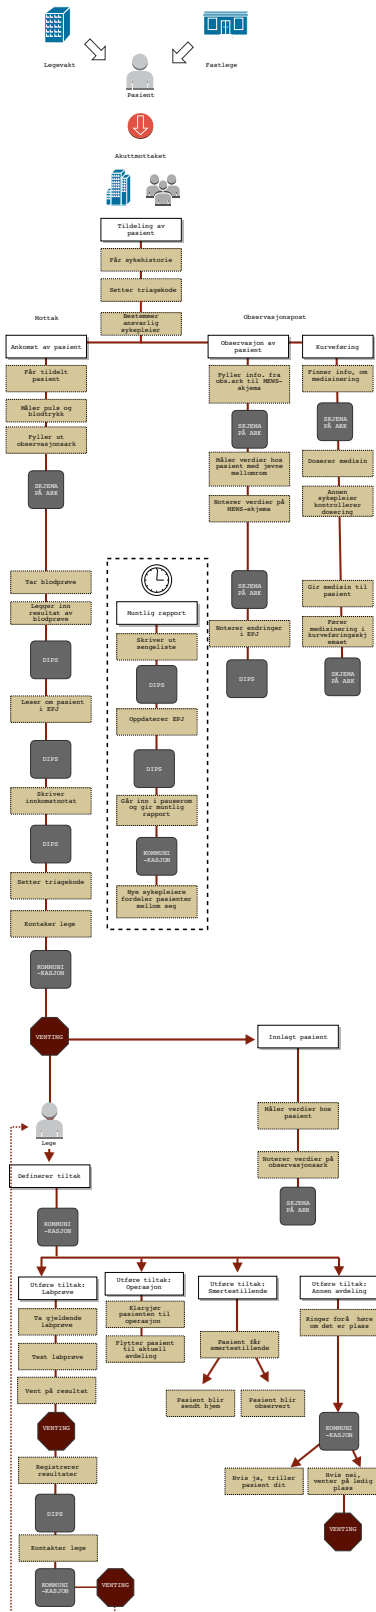 Legevakt
Fastlege
Pasient
Akuttmottaket
Tildeling av
pasient
Får sykehistorie
Setter triagekode
Bestemmer
ansvarlig
sykepleier
Mottak
Observasjonspost
Ankomst av pasient
Observasjon av
pasient
Kurveføring
Får tildelt
pasient
Måler puls og
blodtrykk
Fyller ut
observasjonsark
SKJEMA
PÅ ARK
Tar blodprøve
Legger inn
resultat av
blodprøve
DIPS
Leser om pasient
i EPJ
DIPS
Skriver
innkomstnotat
DIPS
Setter triagekode
Kontaker lege
KOMMUNI
-KASJON
VENTING
Muntlig rapport
Skriver ut
sengeliste
DIPS
Oppdaterer EPJ
DIPS
Går inn i pauserom
og gir muntlig
rapport
KOMMUNI
-KASJON
Nye sykepleiere
fordeler pasienter
mellom seg
Fyller info. fra
obs.ark til MEWS-
skjema
SKJEMA
PÅ ARK
Måler verdier hos
pasient med jevne
mellomrom
Noterer verdier på
MEWS-skjema
SKJEMA
PÅ ARK
Noterer endringer
i EPJ
DIPS
Finner info, om
medisinering
SKJEMA
PÅ ARK
Doserer medisin
Annen
sykepleier
kontrollerer
dosering
Gir medisin til
pasient
Fører
medisinering i
kurveføringsskj
emaet
SKJEMA
PÅ ARK
Innlagt pasient
Måler verdier hos
pasient
Noterer verdier på
observasjonsark
SKJEMA
PÅ ARK
Lege
Definerer tiltak
KOMMUNI
-KASJON
Utføre tiltak:
Labprøve
Ta gjeldende
labprøve
Test labprøve
Vent på resultat
VENTING
Registrerer
resultater
DIPS
Kontakter lege
KOMMUNI
-KASJON
VENTING
Utføre tiltak:
Operasjon
Klargjør
pasienten til
operasjon
Flytter pasient
til aktuell
avdeling
Utføre tiltak:
Smertestillende
Pasient får
smertestillende
Pasient blir
sendt hjem
Pasient blir
observert
Utføre tiltak:
Annen avdeling
Ringer forå  høre
om det er plass
KOMMUNI
-KASJON
Hvis ja, triller
pasient dit
Hvis nei,
venter på ledig
plass
VENTING